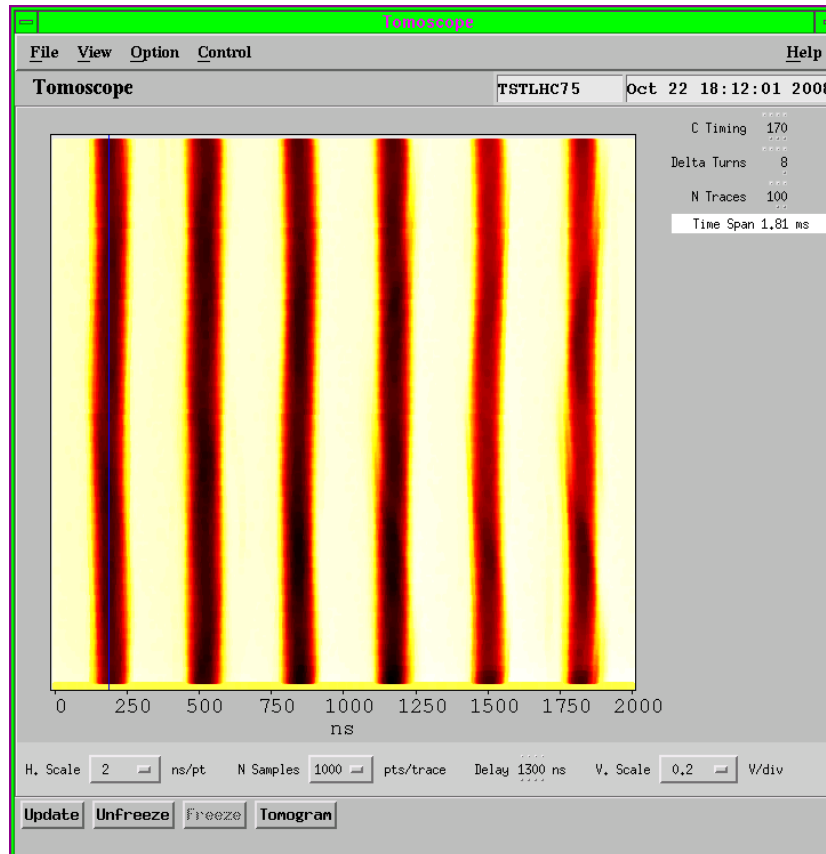 Tomoscope
File View Option Control Help
Tomoscope TSTLHC75 Oct 22 18:12:01 2008
C Timing 170
Delta Turns 8
N Traces 100
Time Span 1.81 ms
0 250 500 750 1000 1250 1500 1750 2000
ns
H. Scale 2 ns/pt N Samples 1000 pts/trace Delay 1300 ns V. Scale 0.2 V/div
Update Unfreeze Freeze Tomogram